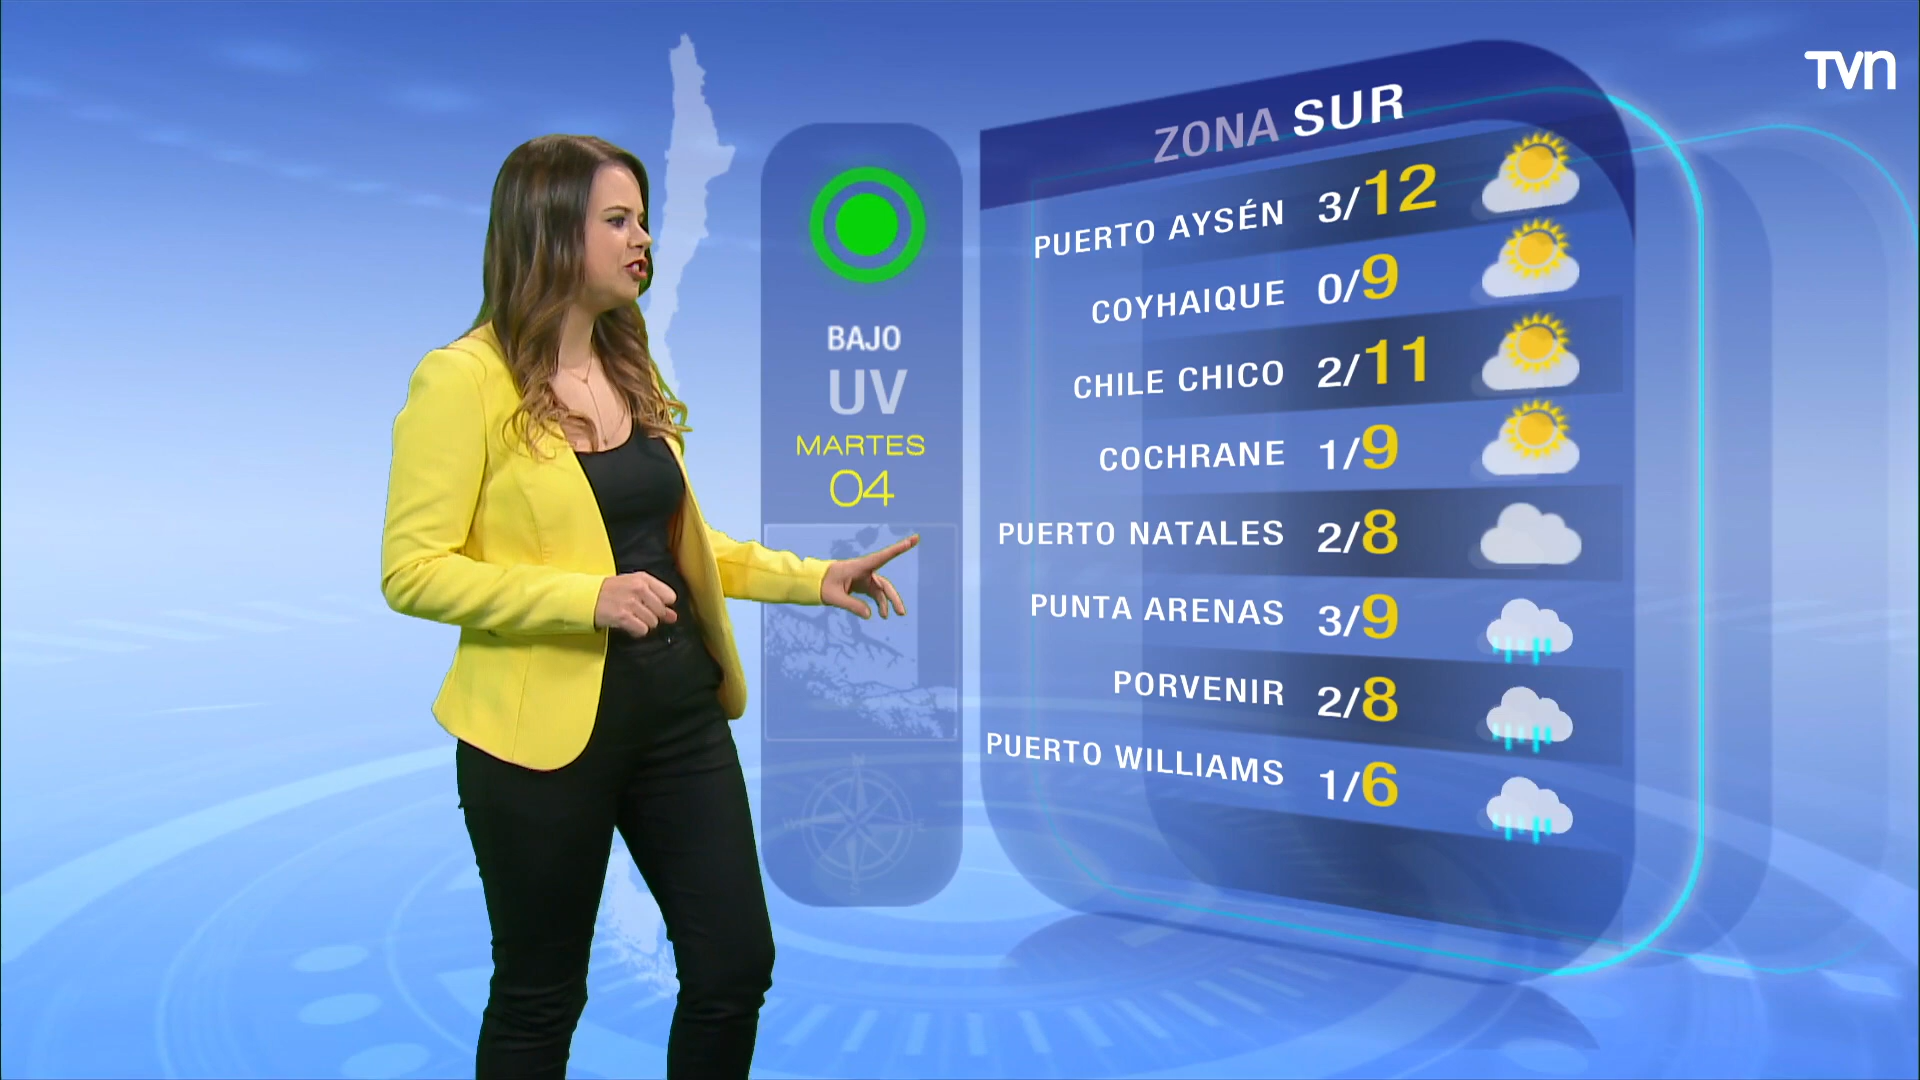 TVN
ZONA SUR
PUERTO AYSÉN 3/12
COYHAIQUE 0/9
CHILE CHICO 2/11
COCHRANE 1/9
PUERTO NATALES 2/8
PUNTA ARENAS 3/9
PORVENIR 2/8
PUERTO WILLIAMS 1/6
BAJO
UV
MARTES
04
N
W E
S